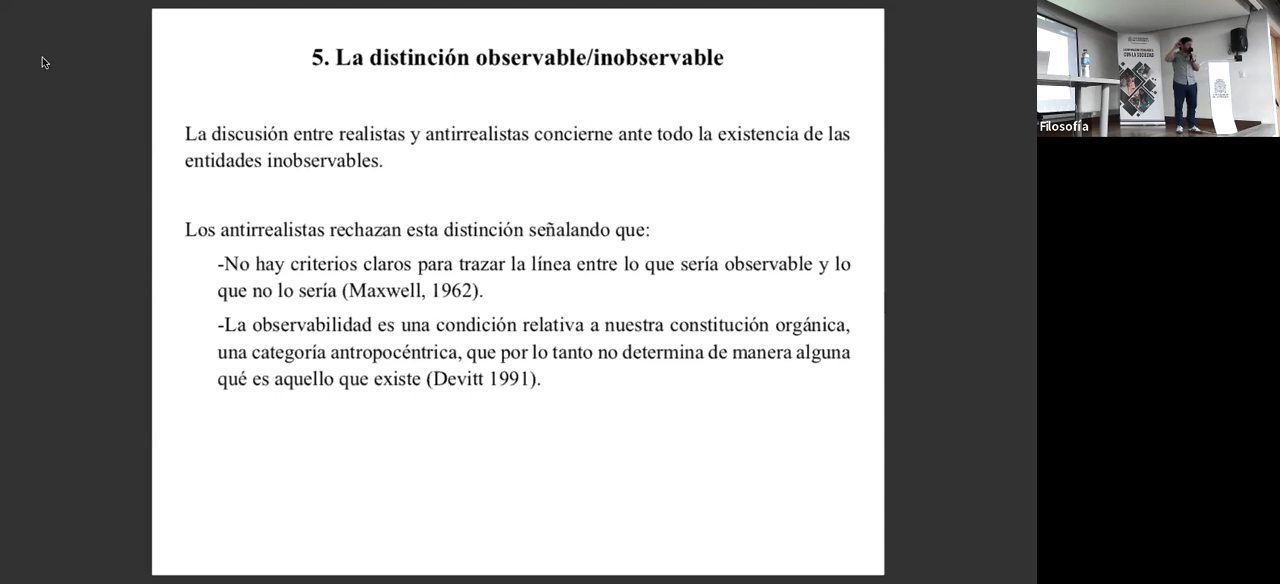 5. La distinción observable/inobservable
La discusión entre realistas y antirrealistas concierne ante todo la existencia de las
entidades inobservables.
Los antirrealistas rechazan esta distinción señalando que:
-No hay criterios claros para trazar la línea entre lo que sería observable y lo
que no lo sería (Maxwell, 1962).
-La observabilidad es una condición relativa a nuestra constitución orgánica,
una categoría antropocéntrica, que por lo tanto no determina de manera alguna
qué es aquello que existe (Devitt 1991).
CON LA SOCIEDAD
Filosofía